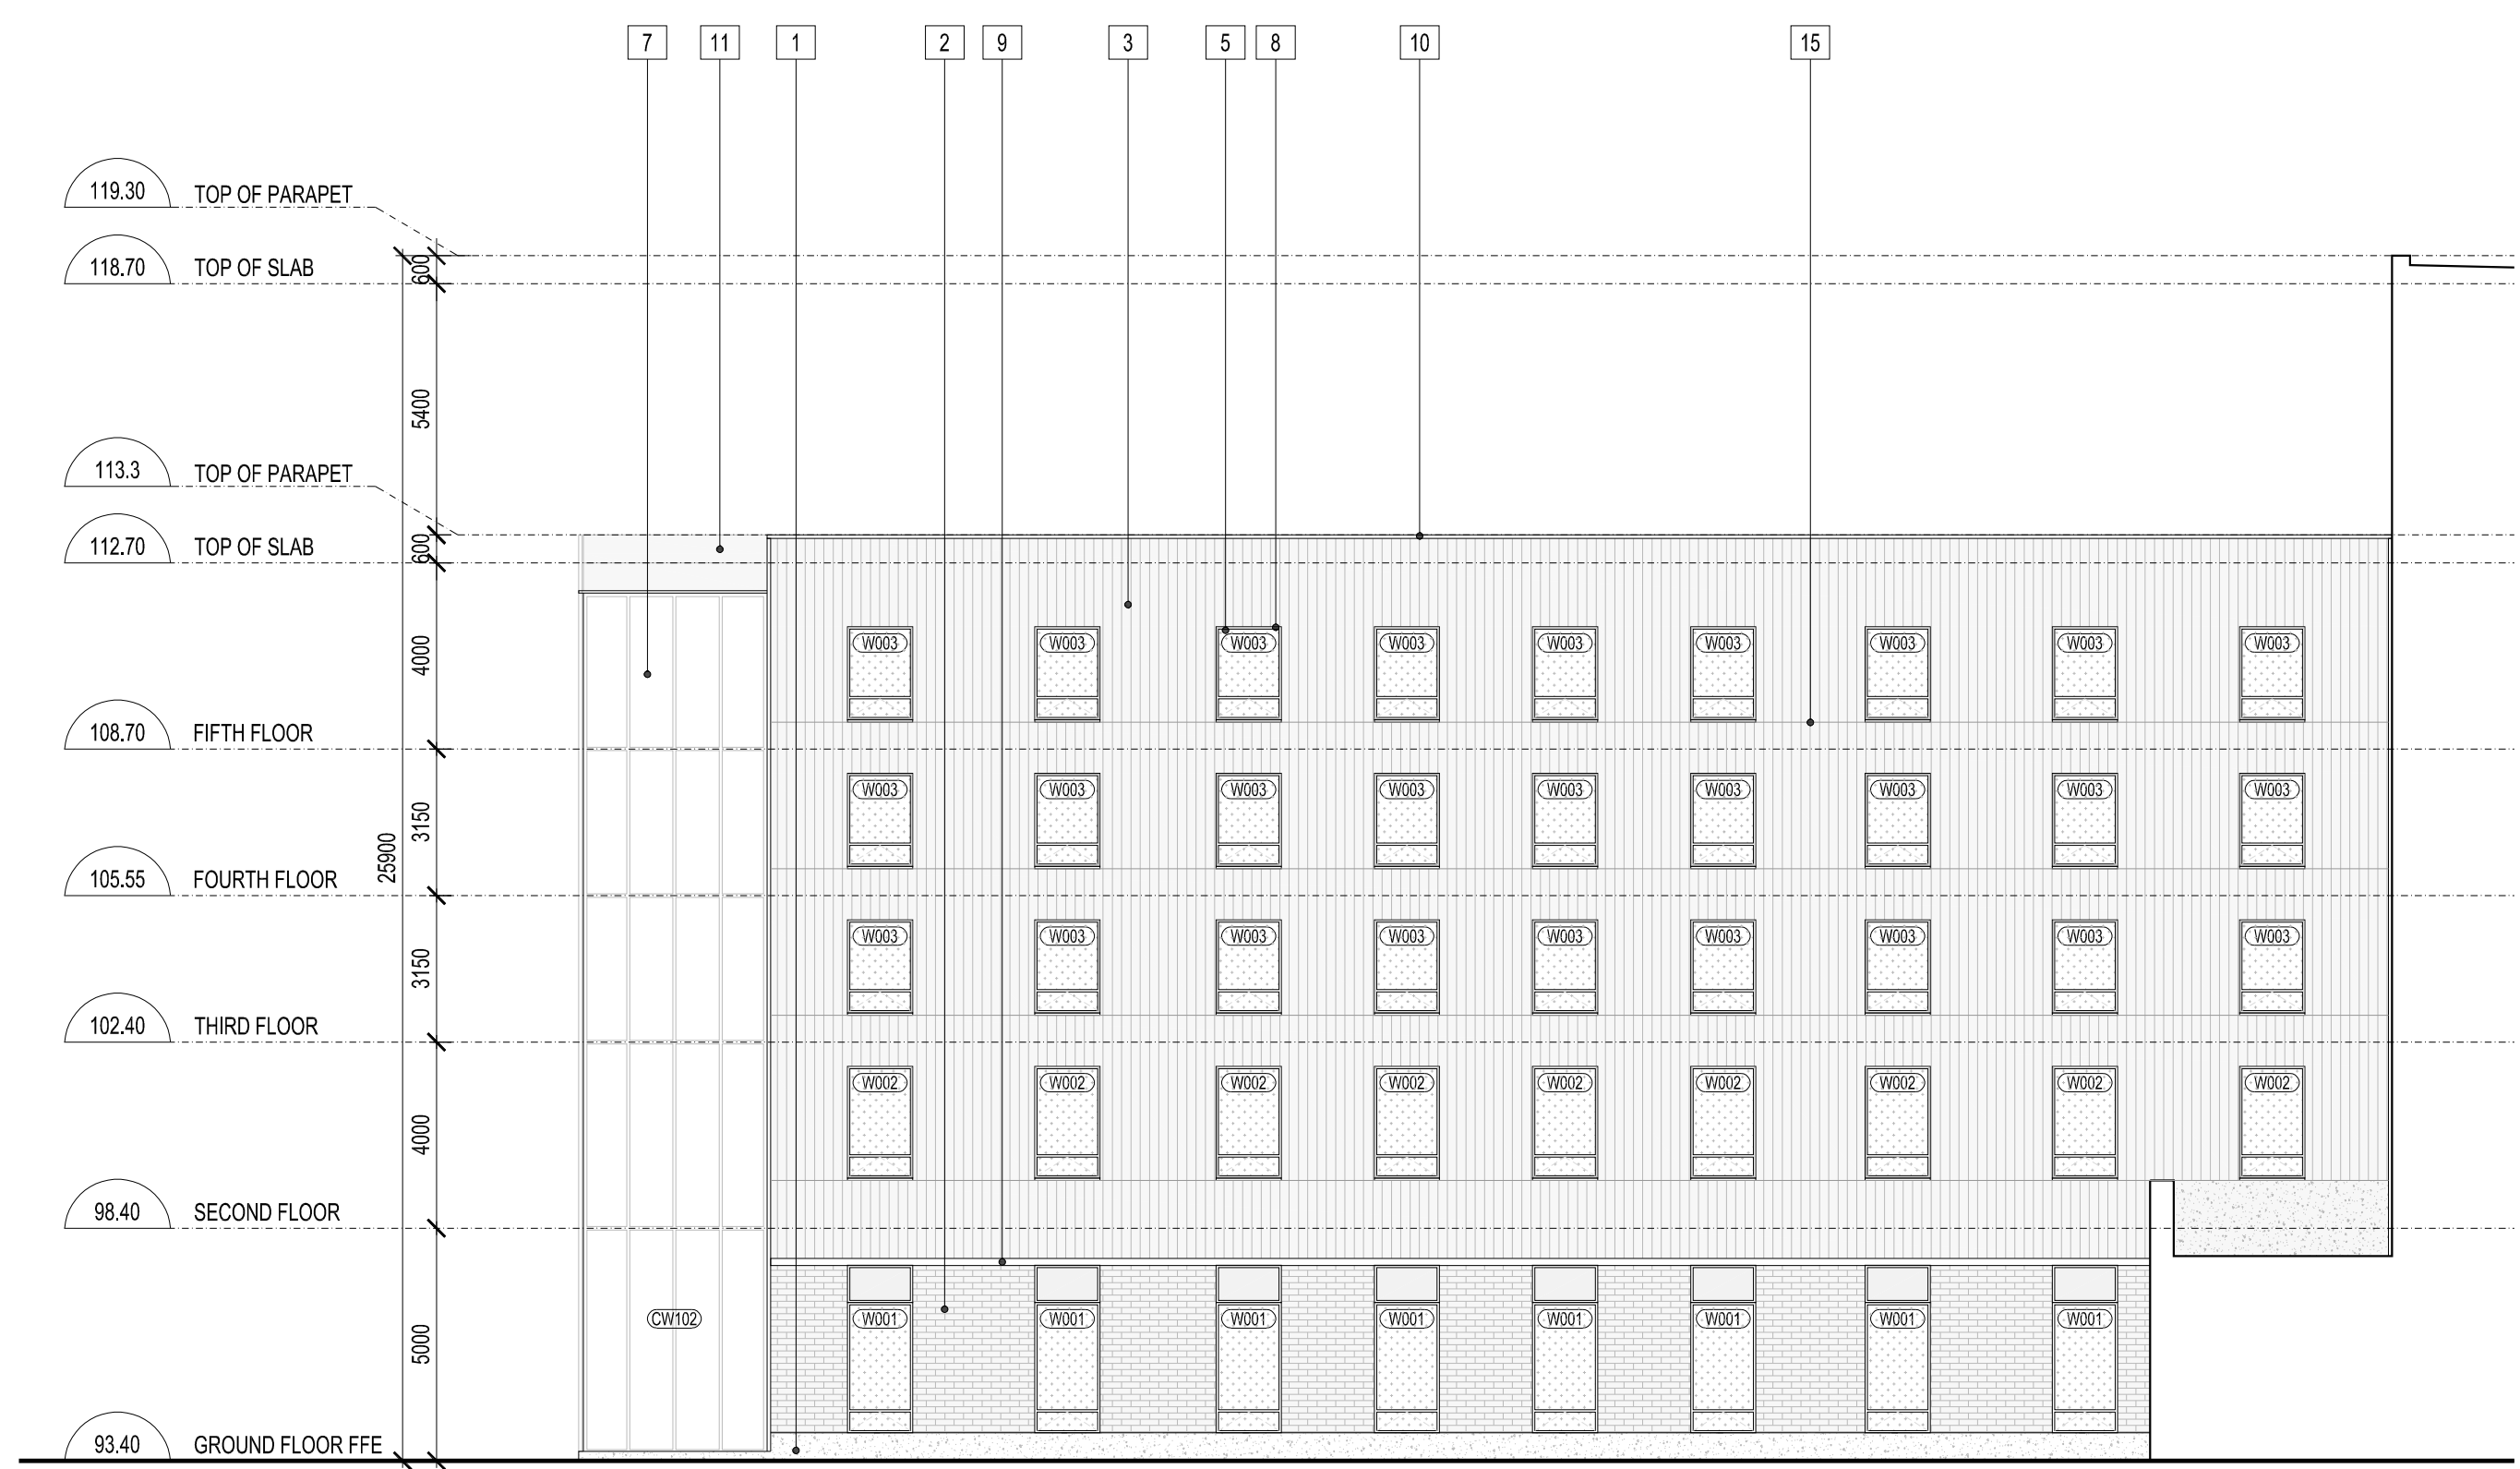 7 11 1 2 9 3 5 8 10 15
119.30 TOP OF PARAPET
118.70 TOP OF SLAB
600
5400
113.3 TOP OF PARAPET
112.70 TOP OF SLAB
600
W003 W003 W003 W003 W003 W003 W003 W003 W003
4000
108.70 FIFTH FLOOR
W003 W003 W003 W003 W003 W003 W003 W003 W003
3150
25900
105.55 FOURTH FLOOR
W003 W003 W003 W003 W003 W003 W003 W003 W003
3150
102.40 THIRD FLOOR
W002 W002 W002 W002 W002 W002 W002 W002 W002
4000
98.40 SECOND FLOOR
CW102 W001 W001 W001 W001 W001 W001 W001 W001
5000
93.40 GROUND FLOOR FFE